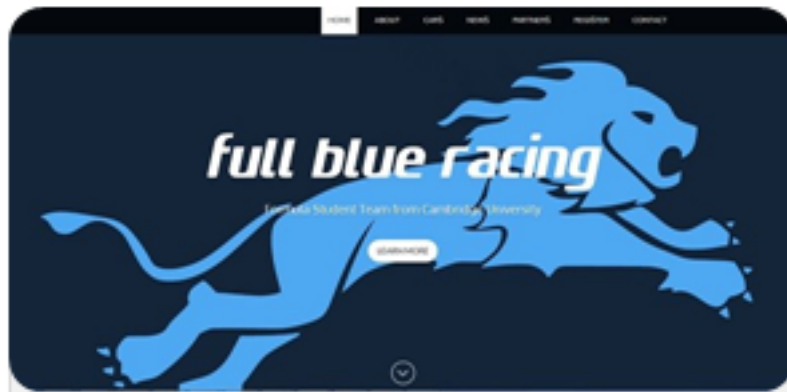 HOME ABOUT CARS NEWS PARTNERS REGISTER CONTACT
full blue racing
Formula Student Team from Cambridge University
LEARN MORE